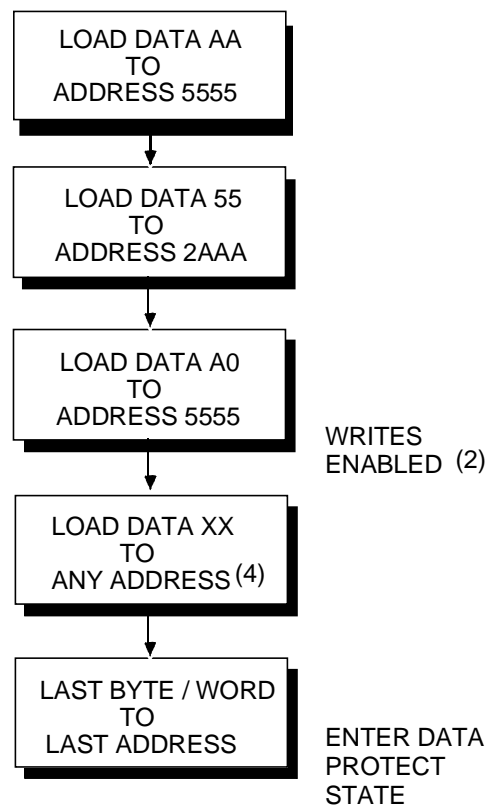 LOAD DATA AA
TO
ADDRESS 5555
LOAD DATA 55
TO
ADDRESS 2AAA
LOAD DATA A0
TO
ADDRESS 5555
WRITES
ENABLED (2)
LOAD DATA XX
TO
ANY ADDRESS (4)
LAST BYTE / WORD
TO
LAST ADDRESS
ENTER DATA
PROTECT
STATE